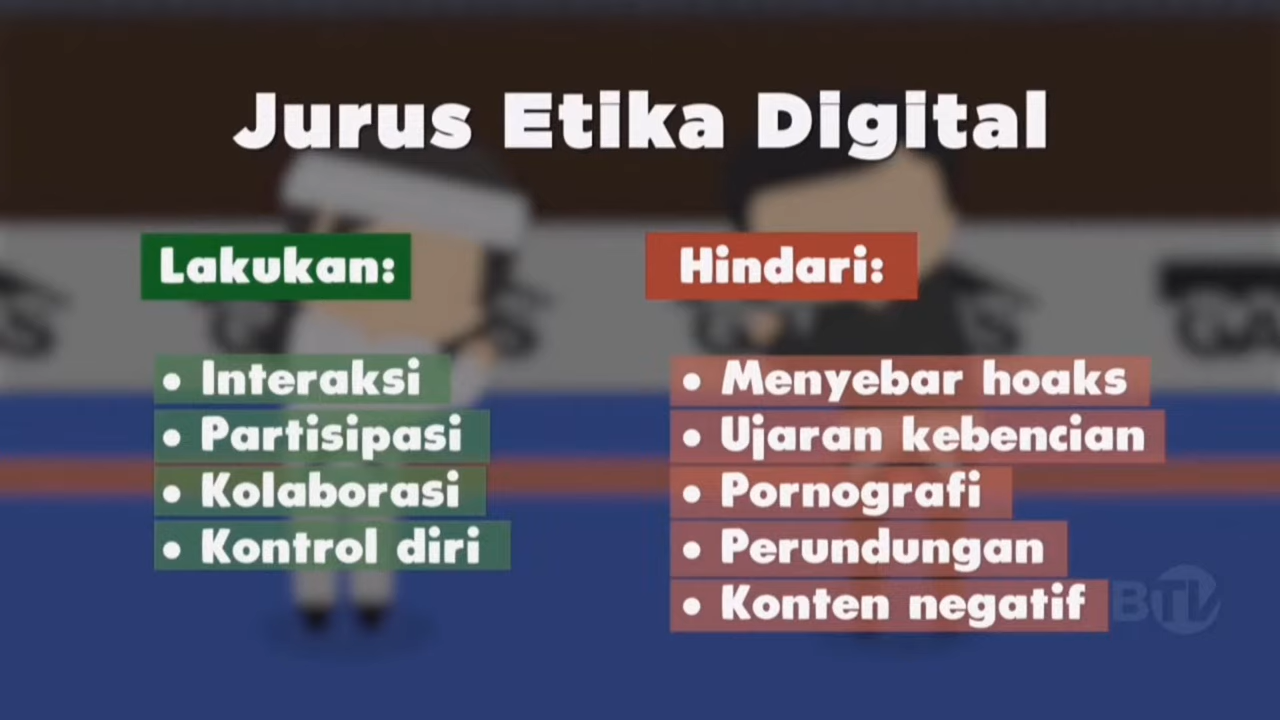 Jurus Etika Digital
Lakukan:
• Interaksi
• Partisipasi
• Kolaborasi
• Kontrol diri
Hindari:
• Menyebar hoaks
• Ujaran kebencian
• Pornografi
• Perundungan
• Konten negatif
BTV